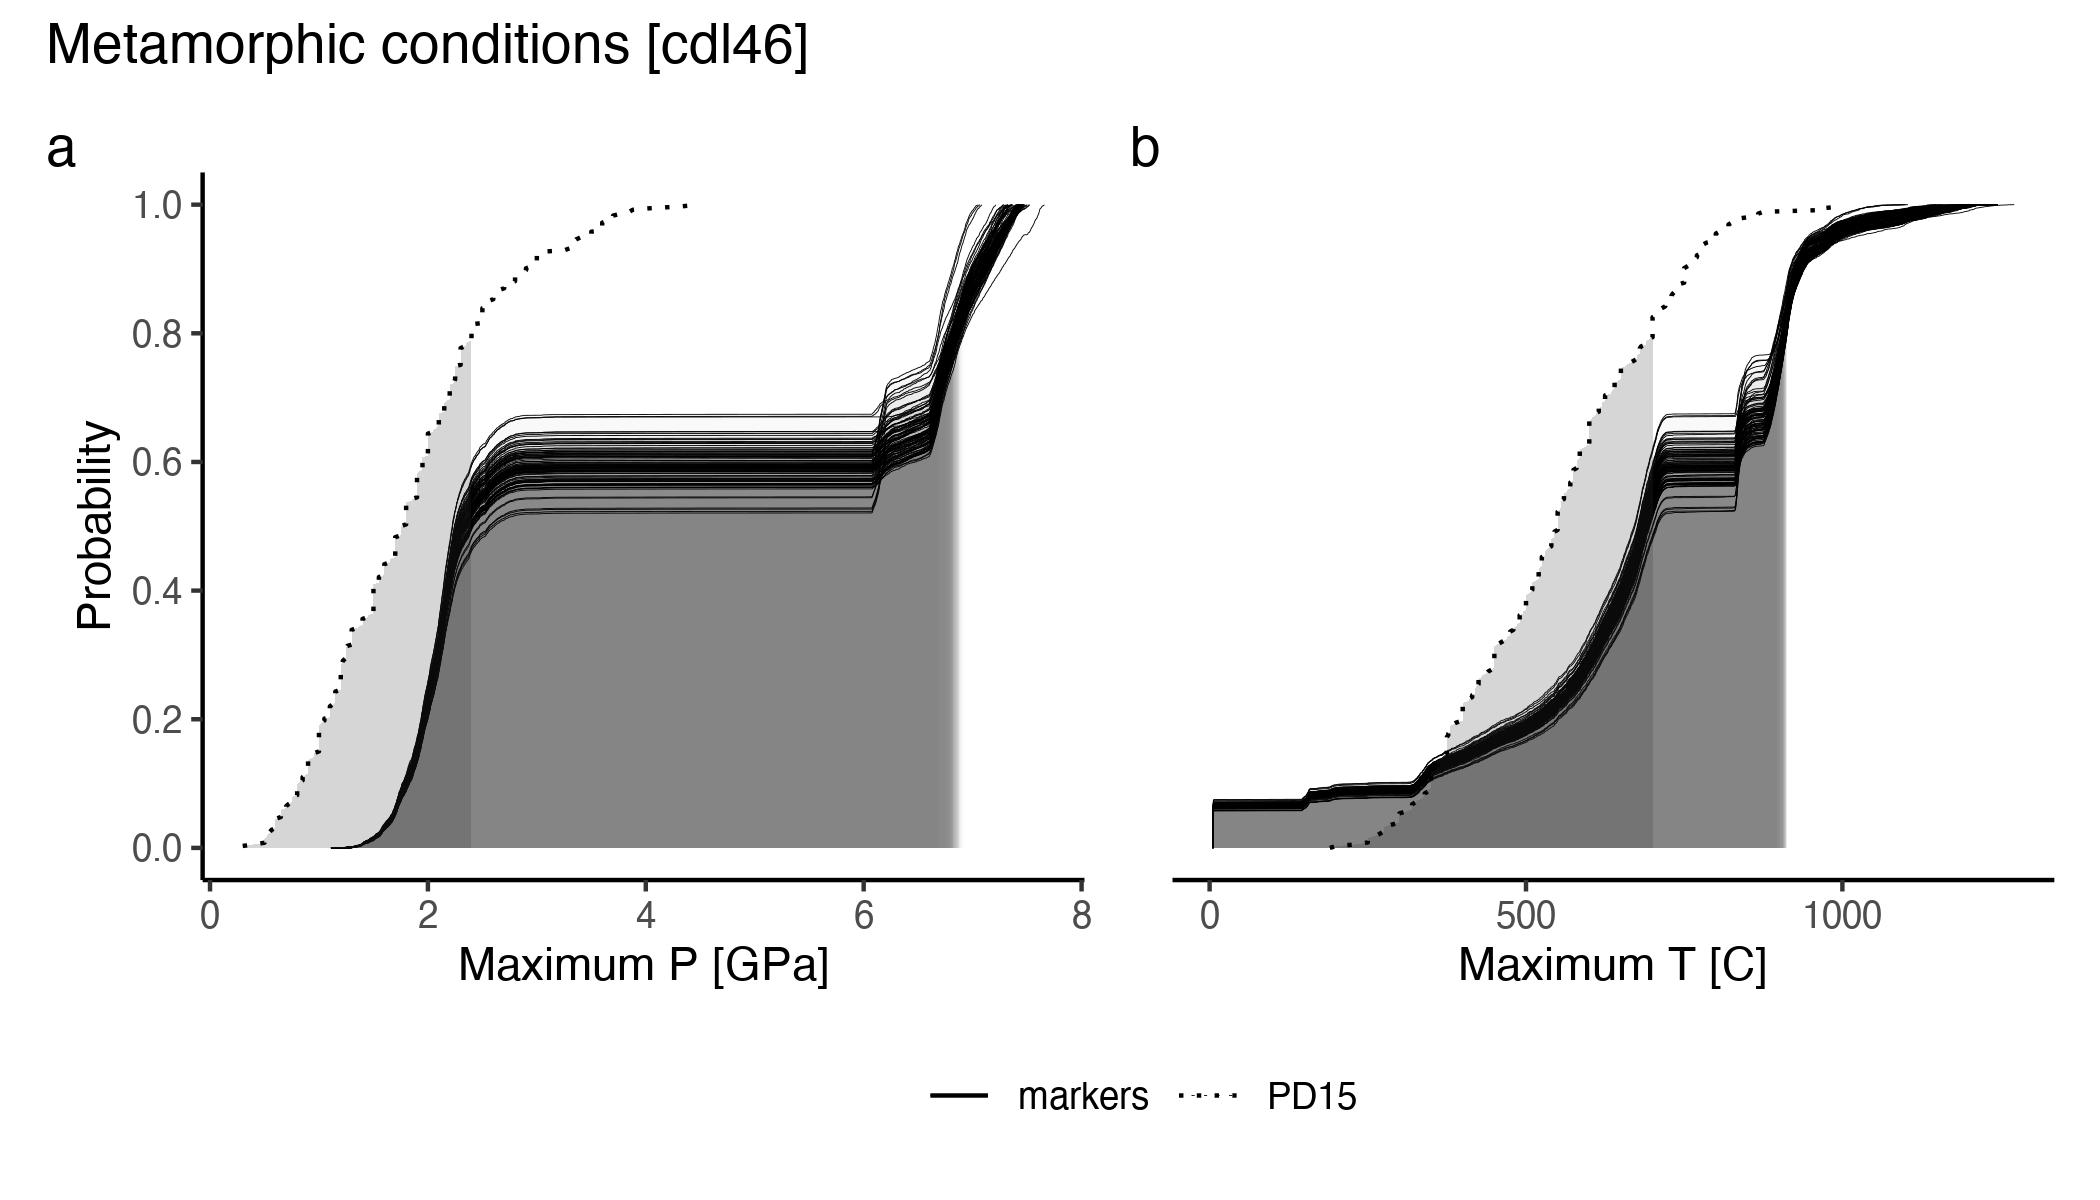 Metamorphic conditions [cdl46]
a
b
Probability
1.0
0.8
0.6
0.4
0.2
0.0
0 2 4 6 8
0 500 1000
Maximum P [GPa]
Maximum T [C]
markers PD15